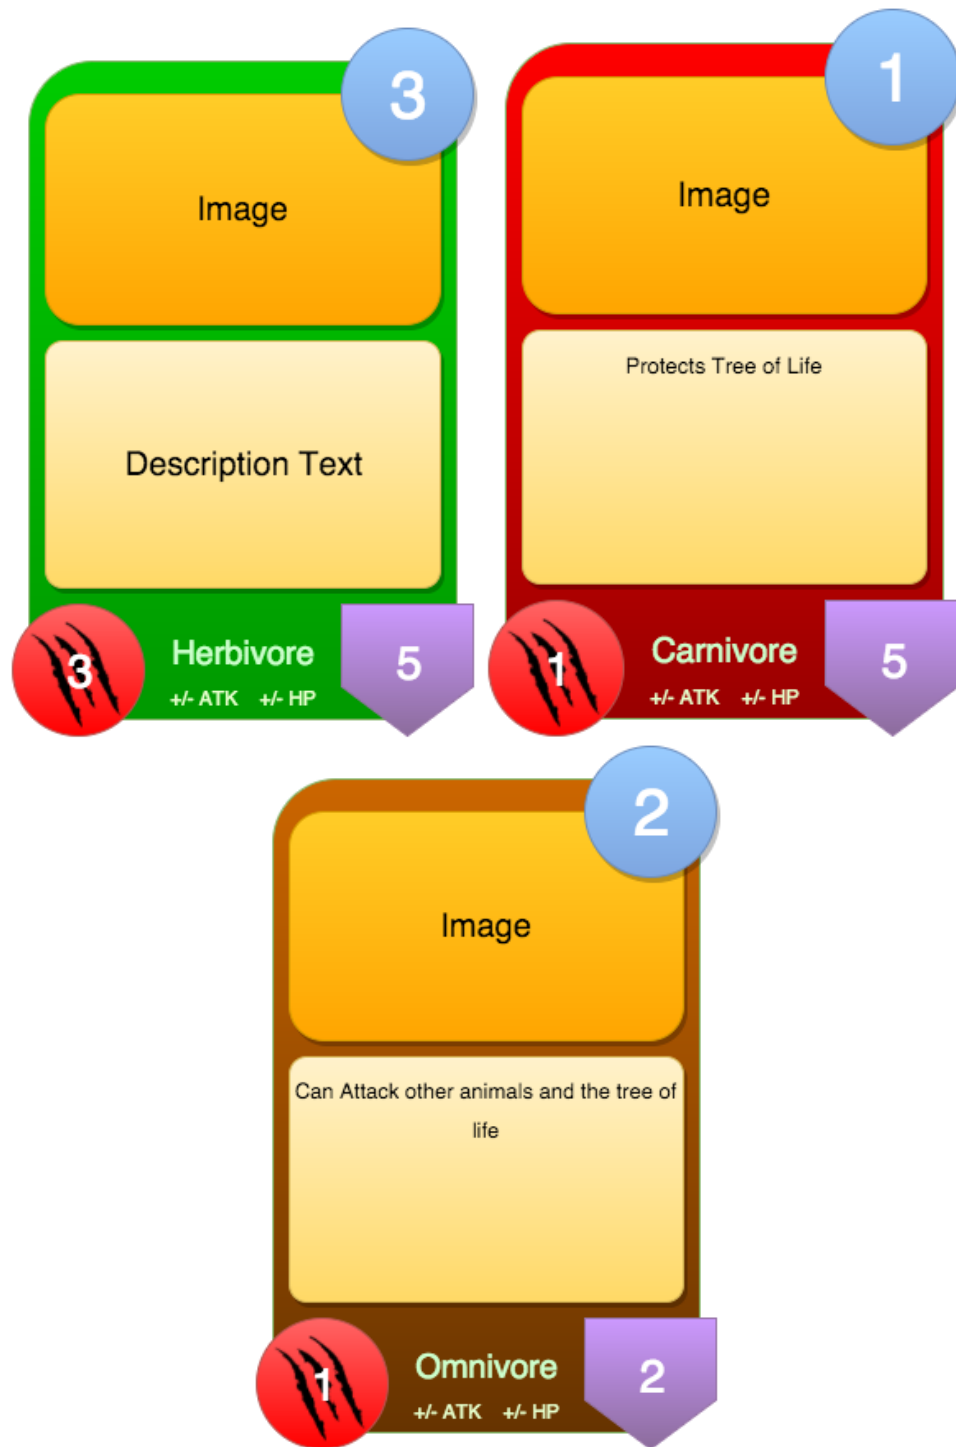 3
Image
Description Text
3
Herbivore
5
+/- ATK +/- HP
1
Image
Protects Tree of Life
1
Carnivore
5
+/- ATK +/- HP
2
Image
Can Attack other animals and the tree of
life
1
Omnivore
2
+/- ATK +/- HP